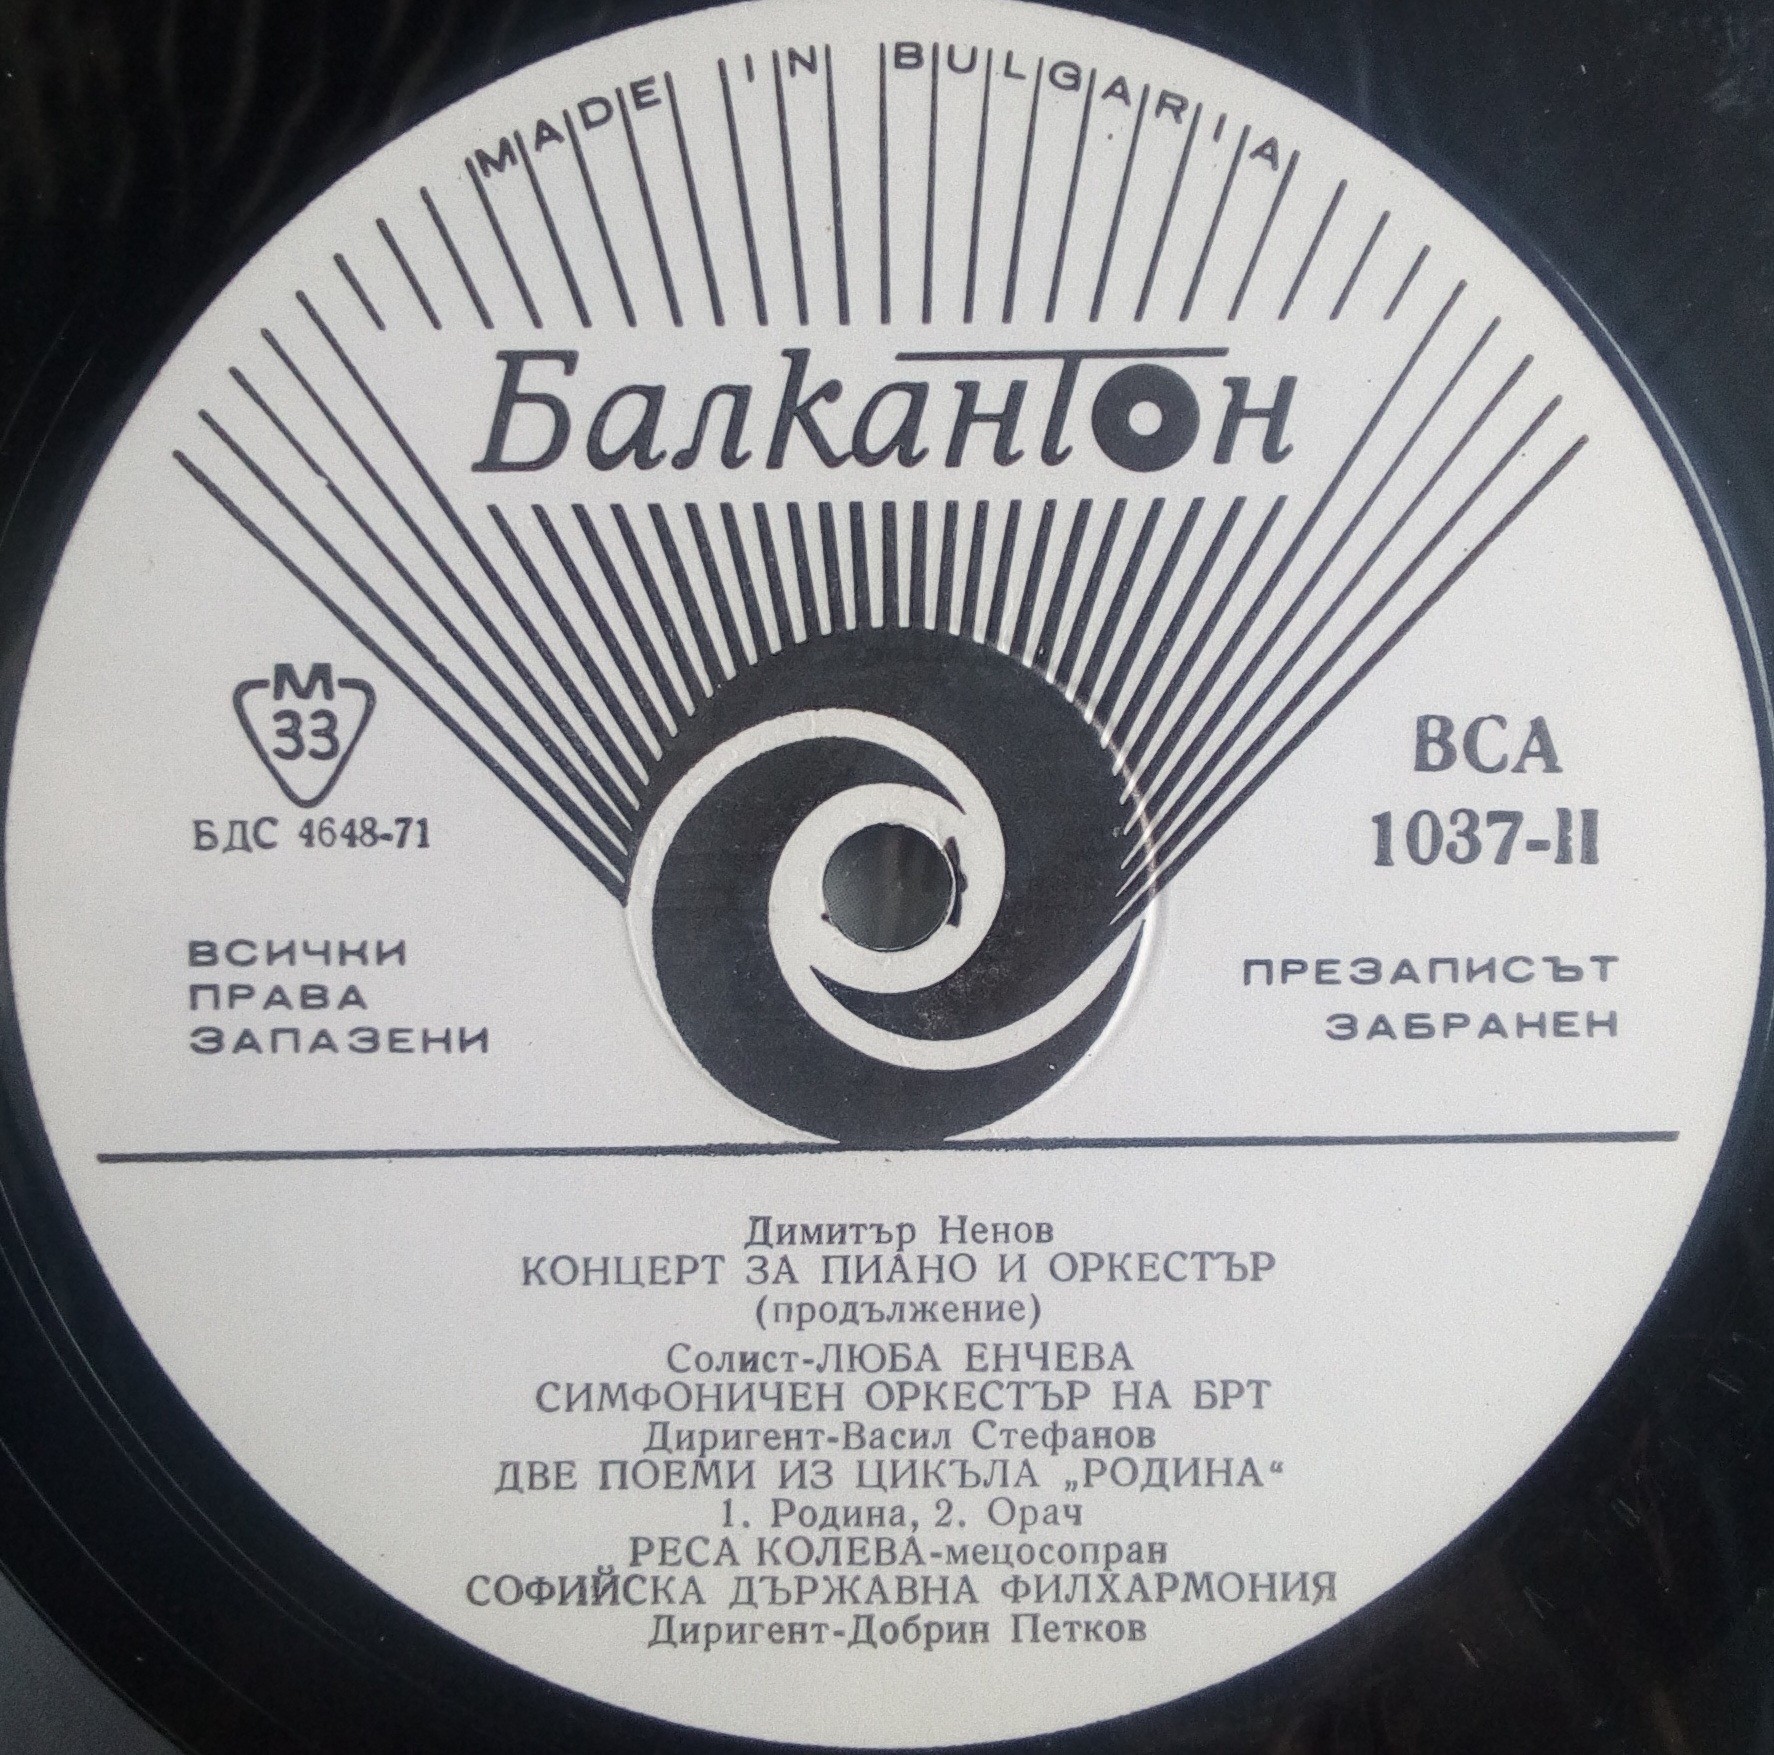 MADE IN BULGARIA
Балкантон
М
33
БДС 4648-71
ВСА
1037-II
ВСИЧКИ
ПРАВА
ЗАПАЗЕНИ
ПРЕЗАПИСЪТ
ЗАБРАНЕН
Димитър Ненов
КОНЦЕРТ ЗА ПИАНО И ОРКЕСТЪР
(продължение)
Солист-ЛЮБА ЕНЧЕВА
СИМФОНИЧЕН ОРКЕСТЪР НА БРТ
Диригент-Васил Стефанов
ДВЕ ПОЕМИ ИЗ ЦИКЪЛА „РОДИНА“
1. Родина, 2. Орач
РЕСА КОЛЕВА-мецосопран
СОФИЙСКА ДЪРЖАВНА ФИЛХАРМОНИЯ
Диригент-Добрин Петков